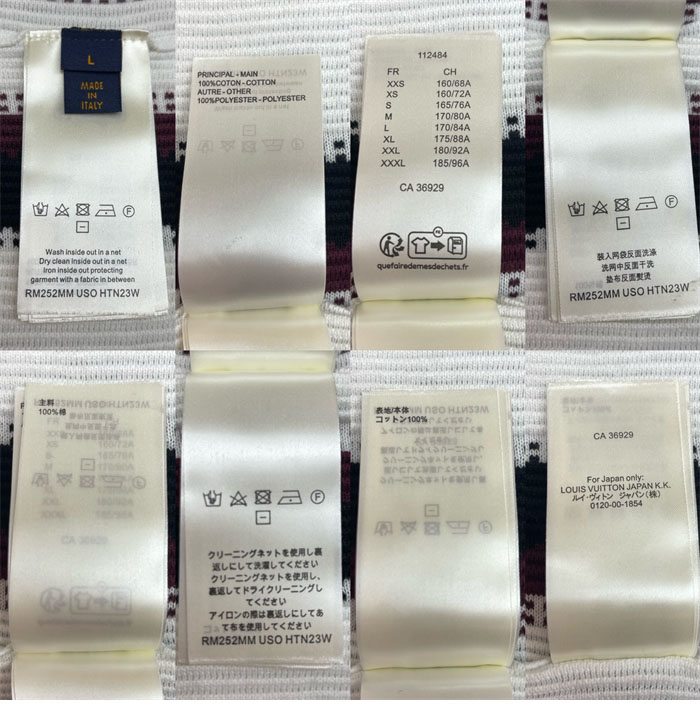 L
MADE
IN
ITALY
Wash inside out in a net
Dry clean Inside out in a net
Iron inside out protecting
garment with a fabric in between
RM252MM USO HTN23W
PRINCIPAL - MAIN
100%COTON - COTTON
AUTRE - OTHER
100%POLYESTER - POLYESTER
112484
FR CH
XXS 160/68A
XS 160/72A
S 165/76A
M 170/80A
L 170/84A
XL 175/88A
XXL 180/92A
XXXL 185/96A
CA 36929
FR
quefairedemesdechets.fr
装入网袋反面洗涤
洗网中反面干洗
垫布反面熨烫
RM252MM USO HTN23W
主料
100%棉
クリーニングネットを使用し裏
返しにして洗濯してください
クリーニングネットを使用し、
裏返してドライクリーニングし
てください
アイロンの際は裏返しにしてあ
て布を使用してください
RM252MM USO HTN23W
表地/本体
コットン100%
CA 36929
For Japan only:
LOUIS VUITTON JAPAN K.K.
ルイ・ヴィトン ジャパン(株)
0120-00-1854